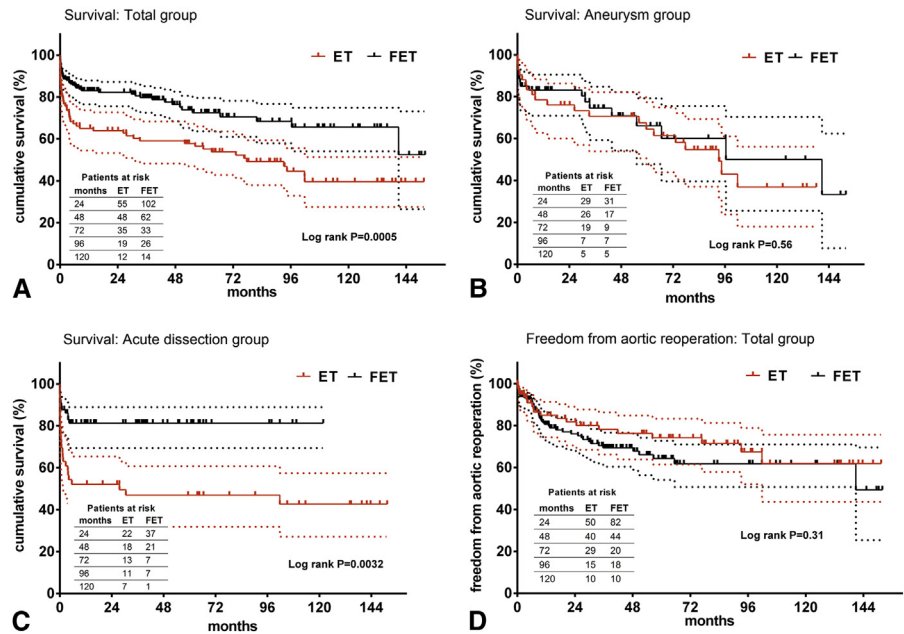 Survival: Total group
ET FET
cumulative survival (%)
100
80
60
40
20
0
Patients at risk
months ET FET
24 55 102
48 48 62
72 35 33
96 19 26
120 12 14
Log rank P=0.0005
0 24 48 72 96 120 144
months
A
Survival: Aneurysm group
ET FET
cumulative survival (%)
100
80
60
40
20
0
Patients at risk
months ET FET
24 29 31
48 26 17
72 19 9
96 7 7
120 5 5
Log rank P=0.56
0 24 48 72 96 120 144
months
B
Survival: Acute dissection group
ET FET
cumulative survival (%)
100
80
60
40
20
0
Patients at risk
months ET FET
24 22 37
48 18 21
72 13 7
96 11 7
120 7 1
Log rank P=0.0032
0 24 48 72 96 120 144
months
C
Freedom from aortic reoperation: Total group
ET FET
freedom from aortic reoperation (%)
100
80
60
40
20
0
Patients at risk
months ET FET
24 50 82
48 40 44
72 29 20
96 15 18
120 10 10
Log rank P=0.31
0 24 48 72 96 120 144
months
D